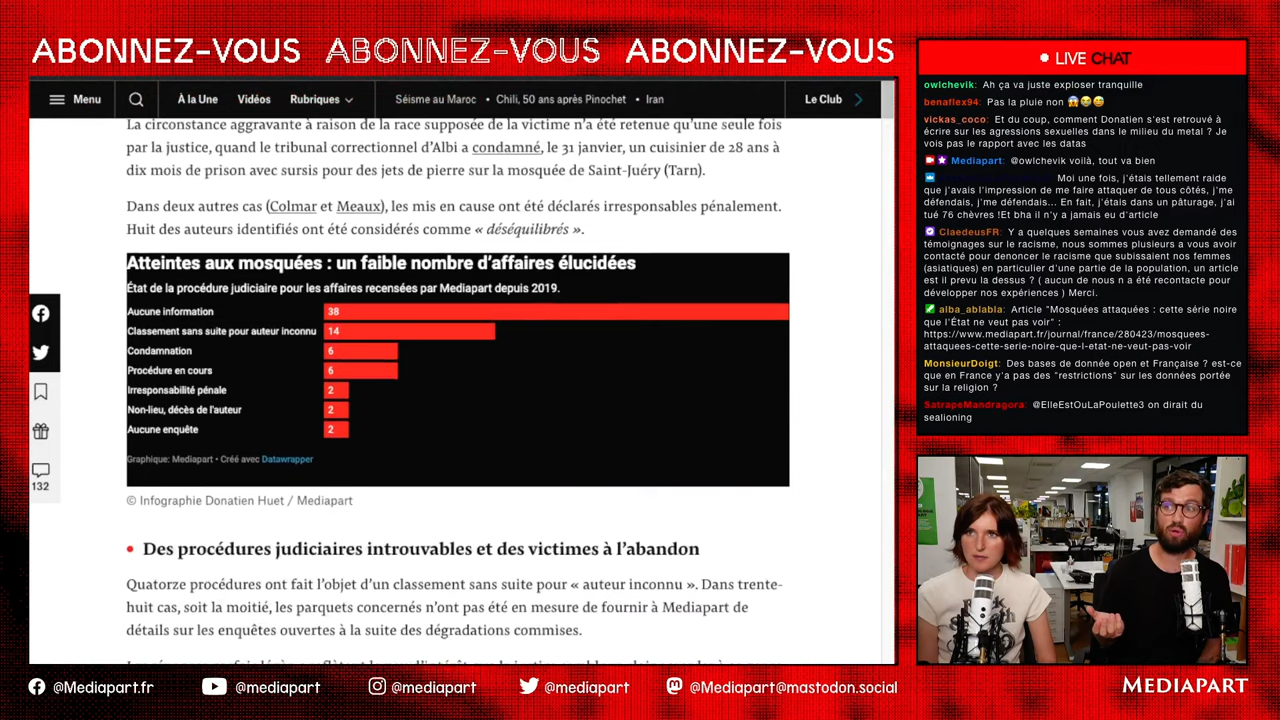 ABONNEZ-VOUS ABONNEZ-VOUS ABONNEZ-VOUS
Menu
À la Une
Vidéos
Rubriques
Séisme au Maroc • Chili, 50 ans après Pinochet • Iran
Le Club
La circonstance aggravante à raison de la race supposée de la victime n'a été retenue qu'une seule fois
par la justice, quand le tribunal correctionnel d'Albi a condamné, le 31 janvier, un cuisinier de 28 ans à
dix mois de prison avec sursis pour des jets de pierre sur la mosquée de Saint-Juéry (Tarn).
Dans deux autres cas (Colmar et Meaux), les mis en cause ont été déclarés irresponsables pénalement.
Huit des auteurs identifiés ont été considérés comme « déséquilibrés ».
Atteintes aux mosquées : un faible nombre d'affaires élucidées
État de la procédure judiciaire pour les affaires recensées par Mediapart depuis 2019.
Aucune information 38
Classement sans suite pour auteur inconnu 14
Condamnation 6
Procédure en cours 6
Irresponsabilité pénale 2
Non-lieu, décès de l'auteur 2
Aucune enquête 2
Graphique: Mediapart • Créé avec Datawrapper
© Infographie Donatien Huet / Mediapart
132
• Des procédures judiciaires introuvables et des victimes à l'abandon
Quatorze procédures ont fait l'objet d'un classement sans suite pour « auteur inconnu ». Dans trente-
huit cas, soit la moitié, les parquets concernés n'ont pas été en mesure de fournir à Mediapart de
détails sur les enquêtes ouvertes à la suite des dégradations commises.
LIVE CHAT
owlchevik: Ah ça va juste exploser tranquille
benaflex94: Pas la pluie non
vickas_coco: Et du coup, comment Donatien s'est retrouvé à
écrire sur les agressions sexuelles dans le milieu du metal ? Je
vois pas le rapport avec les datas
Mediapart: @owlchevik voilà, tout va bien
Moi une fois, j'étais tellement raide
que j'avais l'impression de me faire attaquer de tous côtés, j'me
défendais, j'me défendais... En fait, j'étais dans un pâturage, j'ai
tué 76 chèvres !Et bha il n'y a jamais eu d'article
ClaedeusFR: Y a quelques semaines vous avez demandé des
témoignages sur le racisme, nous sommes plusieurs a vous avoir
contacté pour denoncer le racisme que subissaient nos femmes
(asiatiques) en particulier d'une partie de la population, un article
est il prevu la dessus ? ( aucun de nous n a été recontacte pour
développer nos expériences ) Merci.
alba_ablabla: Article "Mosquées attaquées : cette série noire
que l'État ne veut pas voir" :
https://www.mediapart.fr/journal/france/280423/mosquees-
attaquees-cette-serie-noire-que-l-etat-ne-veut-pas-voir
MonsieurDoigt: Des bases de donnée open et Française ? est-ce
que en France y'a pas des "restrictions" sur les données portée
sur la religion ?
SatrapeMandragora: @ElleEstOuLaPoulette3 on dirait du
sealioning
@Mediapart.fr
@mediapart
@mediapart
@mediapart
@Mediapart@mastodon.social
MEDIAPART